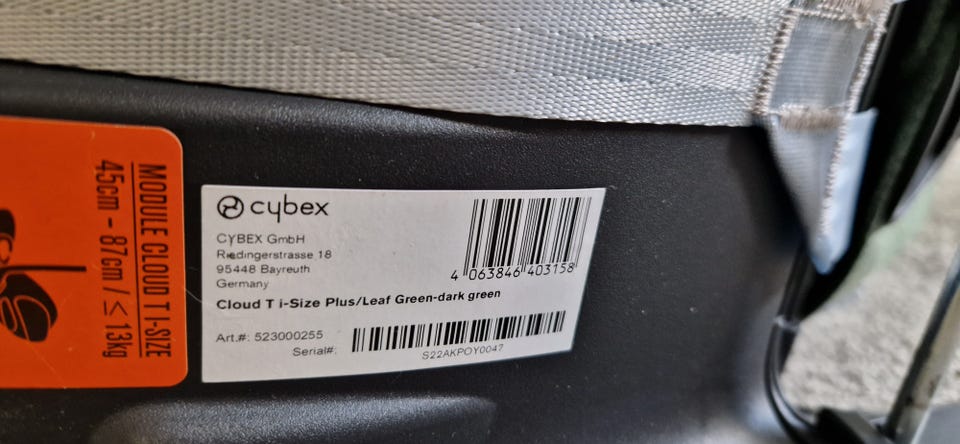 MODULE CLOUD T I-SIZE
45cm - 87cm / ≤ 13kg
cybex
CYBEX GmbH
Riedingerstrasse 18
95448 Bayreuth
Germany
4 063846 403158
Cloud T i-Size Plus/Leaf Green-dark green
Art.#: 523000255
Serial#:
S22AKPOY0047